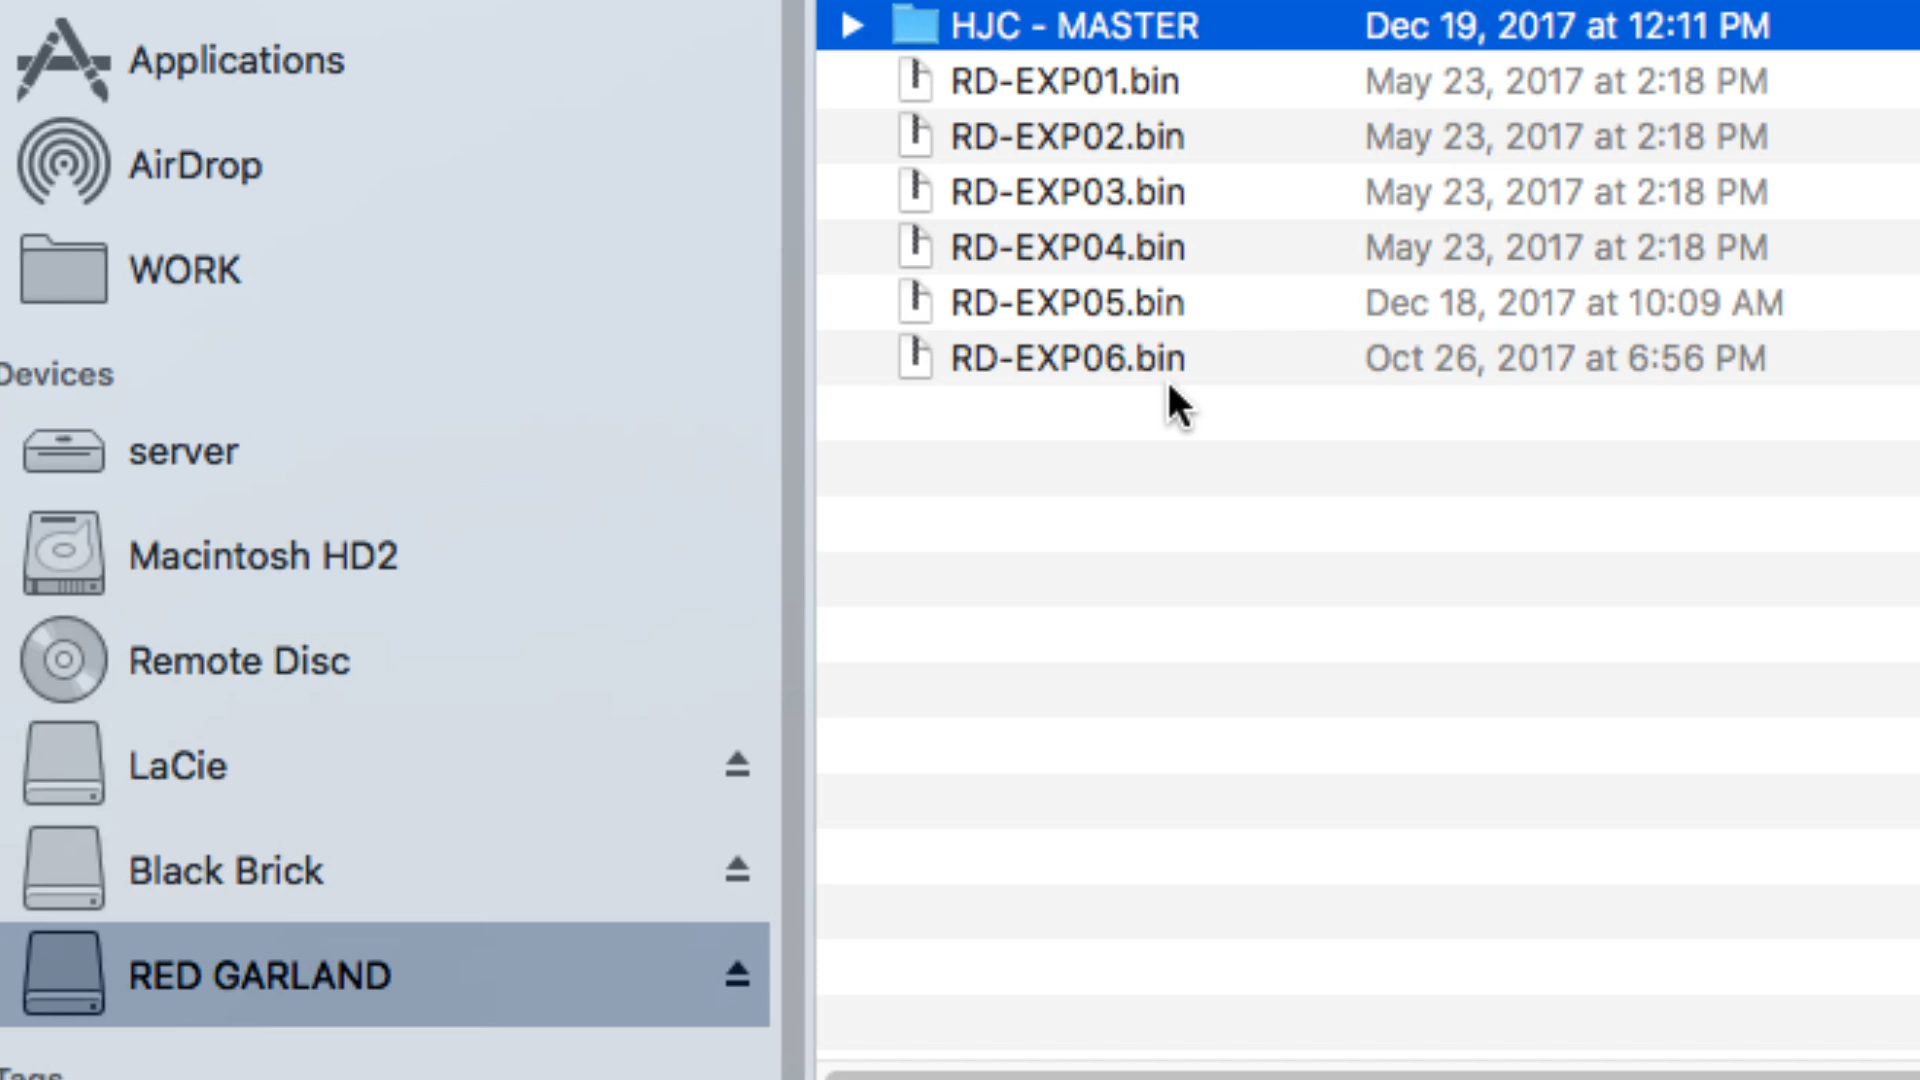 Applications
AirDrop
WORK
Devices
server
Macintosh HD2
Remote Disc
LaCie
Black Brick
RED GARLAND
Tags
HJC - MASTER Dec 19, 2017 at 12:11 PM
RD-EXP01.bin May 23, 2017 at 2:18 PM
RD-EXP02.bin May 23, 2017 at 2:18 PM
RD-EXP03.bin May 23, 2017 at 2:18 PM
RD-EXP04.bin May 23, 2017 at 2:18 PM
RD-EXP05.bin Dec 18, 2017 at 10:09 AM
RD-EXP06.bin Oct 26, 2017 at 6:56 PM